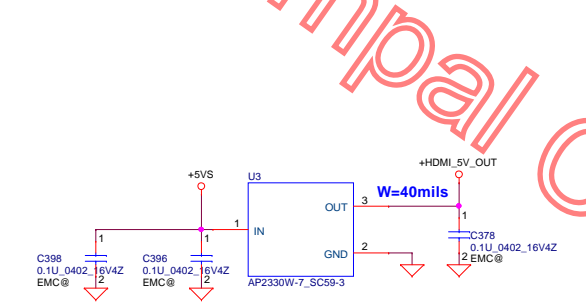 mpal
+5VS
U3
+HDMI_5V_OUT
W=40mils
1
IN
OUT
3
GND
2
AP2330W-7_SC59-3
1
C398
0.1U_0402_16V4Z
EMC@
2
1
C396
0.1U_0402_16V4Z
EMC@
2
1
C378
0.1U_0402_16V4Z
EMC@
2